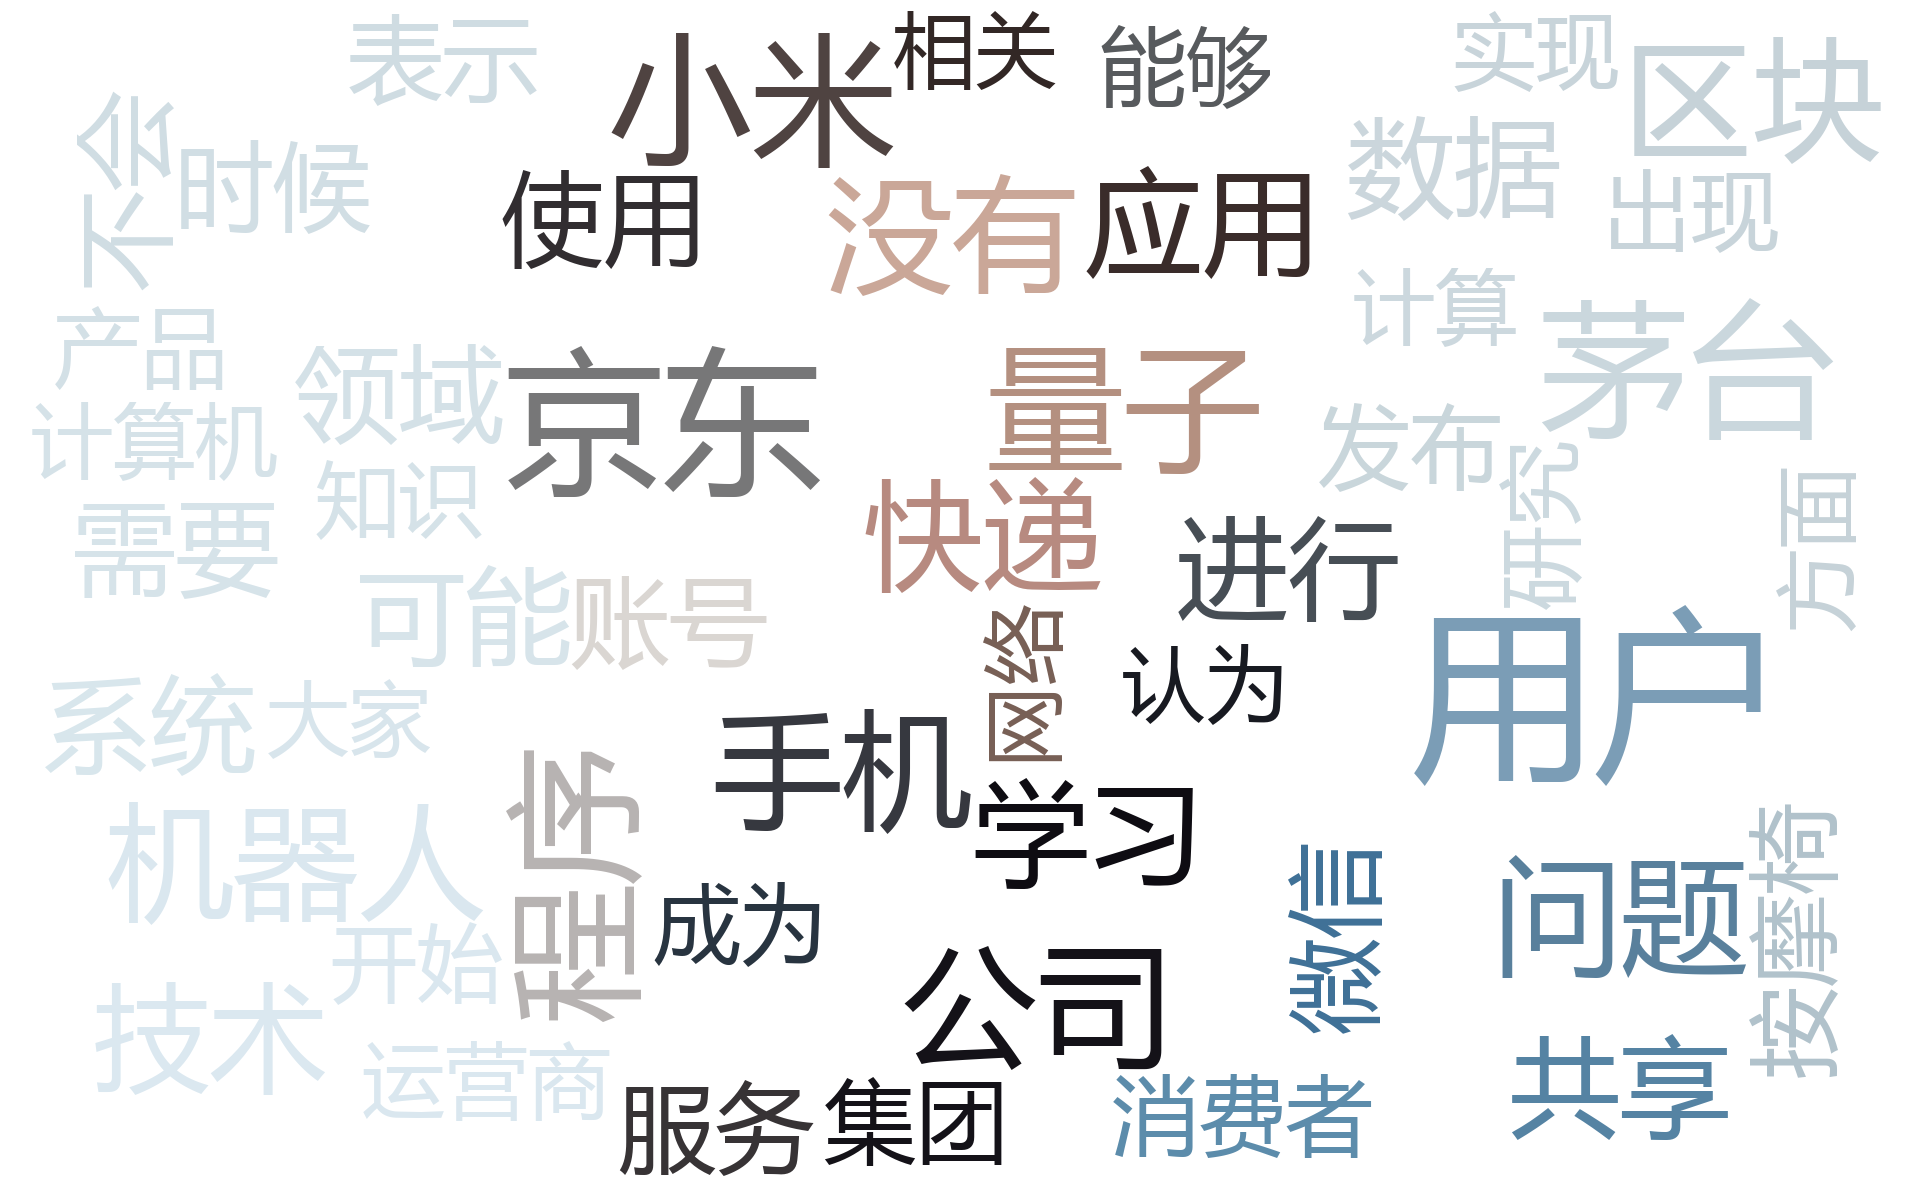 表示
小米
相关
能够
实现
区块
不会
时候
使用
没有
应用
数据
出现
产品
领域
京东
量子
计算
茅台
计算机
知识
快递
发布
研究
方面
需要
可能
账号
进行
网络
认为
用户
系统
大家
程序
手机
学习
机器人
开始
成为
公司
微信
问题
按摩椅
技术
运营商
服务
集团
消费者
共享